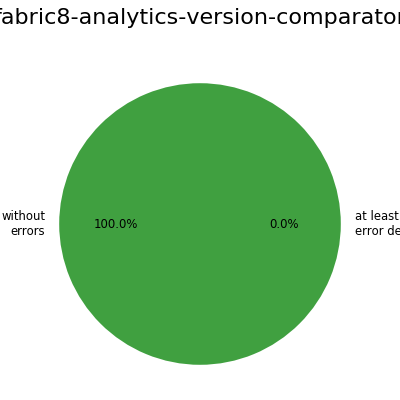 fabric8-analytics-version-comparator
without
errors
100.0%
0.0%
at least
error de